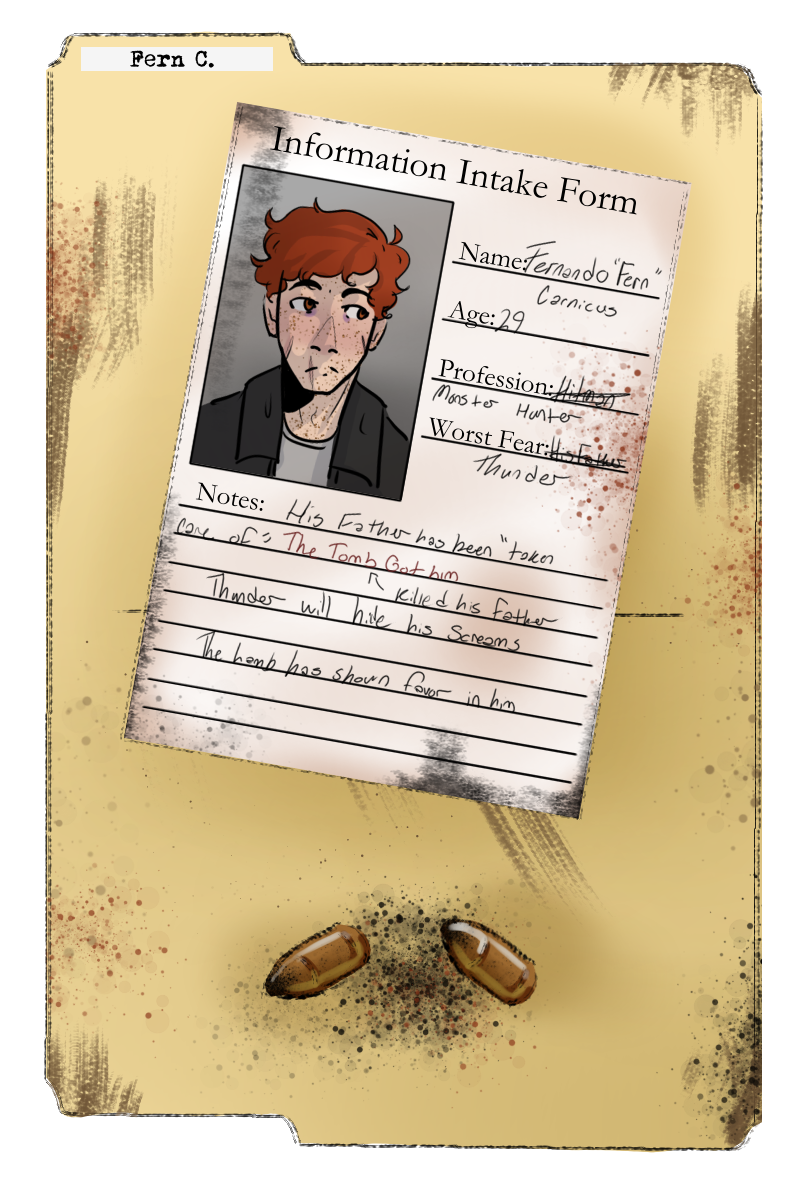 Fern C.
Information Intake Form
Name: Fernando "Fern"
Carnicus
Age: 29
Profession: Hitman
Monster Hunter
Worst Fear: His Father
Thunder
Notes: His Father has been "taken
care of": The Tomb Got him
Killed his Father
Thunder will hide his Screams
The tomb has shown favor in him